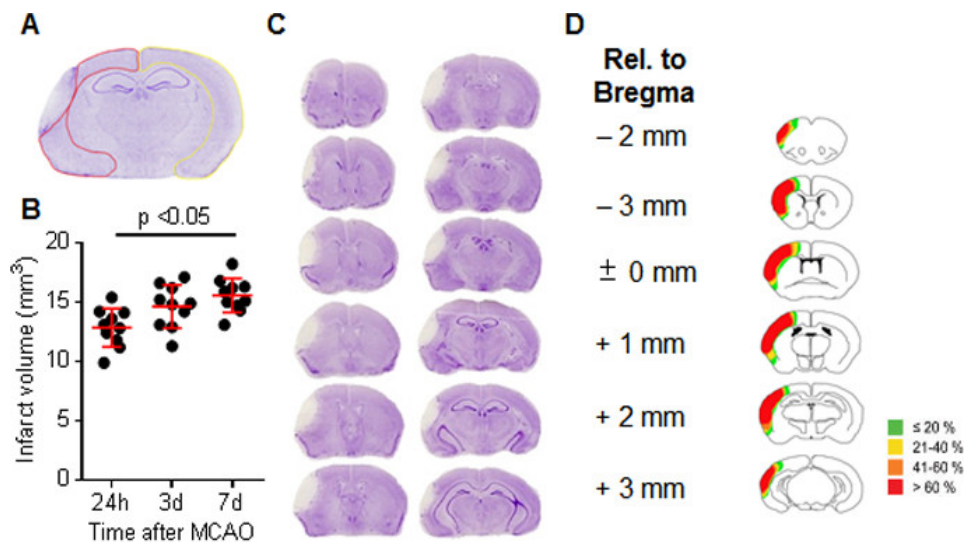 A
B
p <0.05
Infarct volume (mm³)
20
15
10
5
0
24h 3d 7d
Time after MCAO
C
D
Rel. to
Bregma
– 2 mm
– 3 mm
± 0 mm
+ 1 mm
+ 2 mm
+ 3 mm
≤ 20 %
21-40 %
41-60 %
> 60 %